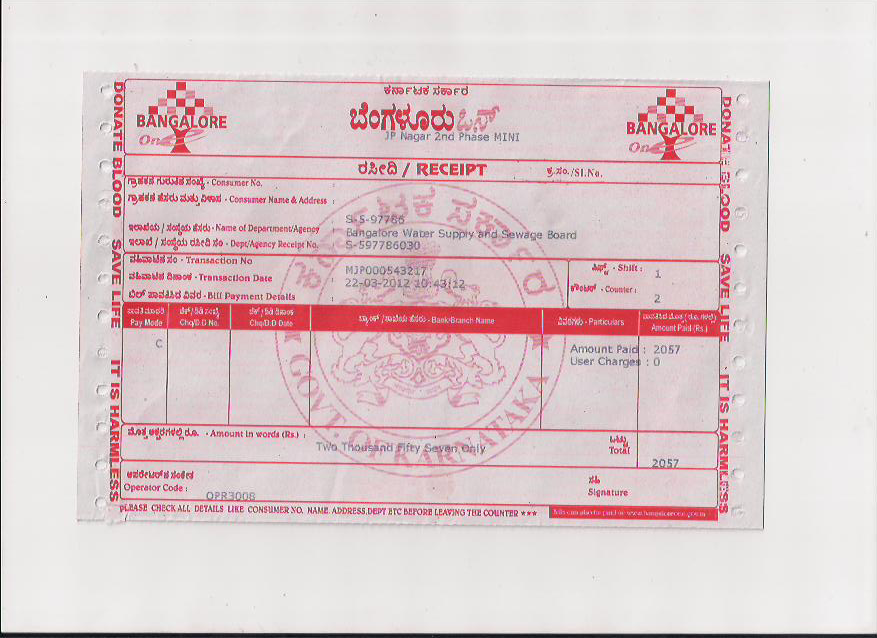 ಕರ್ನಾಟಕ ಸರ್ಕಾರ
BANGALORE
One
ಬೆಂಗಳೂರು ಒನ್
JP Nagar 2nd Phase MINI
BANGALORE
One
ರಸೀದಿ / RECEIPT
ಕ್ರ.ಸಂ./Sl.No.
ಗ್ರಾಹಕರ ಗುರುತಿನ ಸಂಖ್ಯೆ - Consumer No.
ಗ್ರಾಹಕರ ಹೆಸರು ಮತ್ತು ವಿಳಾಸ - Consumer Name & Address :
S-S-97786
ಇಲಾಖೆಯ / ಸಂಸ್ಥೆಯ ಹೆಸರು - Name of Department/Agency
Bangalore Water Supply and Sewage Board
ಇಲಾಖೆ / ಸಂಸ್ಥೆಯ ರಸೀದಿ ಸಂ - Dept/Agency Receipt No.
S-597786030
ವಹಿವಾಟಿನ ಸಂ - Transaction No
MJP000543217
ವಹಿವಾಟಿನ ದಿನಾಂಕ - Transaction Date
22-03-2012 10:43:12
ಬಿಲ್ ಪಾವತಿಸಿದ ವಿವರ - Bill Payment Details
ಶಿಫ್ಟ್ - Shift : 1
ಕೌಂಟರ್ - Counter : 2
ಪಾವತಿ ವಿಧಾನ
Pay Mode
ಚೆಕ್/ಡಿಡಿ ಸಂಖ್ಯೆ
Chq/D.D No.
ಚೆಕ್/ಡಿಡಿ ದಿನಾಂಕ
Chq/D.D Date
ಬ್ಯಾಂಕ್ / ಶಾಖೆಯ ಹೆಸರು - Bank/Branch Name
ವಿವರಗಳು - Particulars
Amount Paid (Rs.)
C
Amount Paid : 2057
User Charges : 0
ಮೊತ್ತ ಅಕ್ಷರಗಳಲ್ಲಿ ರೂ. - Amount in words (Rs.) :
Two Thousand Fifty Seven Only
ಒಟ್ಟು
Total
2057
ಆಪರೇಟರ್‌ನ ಸಂಕೇತ
Operator Code :
OPR3008
ಸಹಿ
Signature
PLEASE CHECK ALL DETAILS LIKE CONSUMER NO. NAME. ADDRESS,DEPT ETC BEFORE LEAVING THE COUNTER ***
Bills can also be paid at www.bangaloreone.gov.in
DONATE BLOOD SAVE LIFE IT IS HARMLESS
DONATE BLOOD SAVE LIFE IT IS HARMLESS
ಕರ್ನಾಟಕ ಸರ್ಕಾರ
GOVT OF KARNATAKA